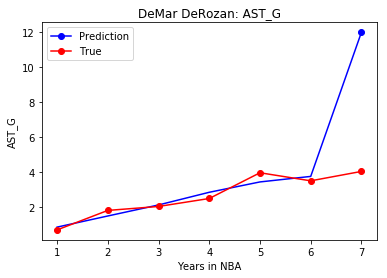 DeMar DeRozan: AST_G
Prediction
True
12
10
8
6
4
2
AST_G
1 2 3 4 5 6 7
Years in NBA